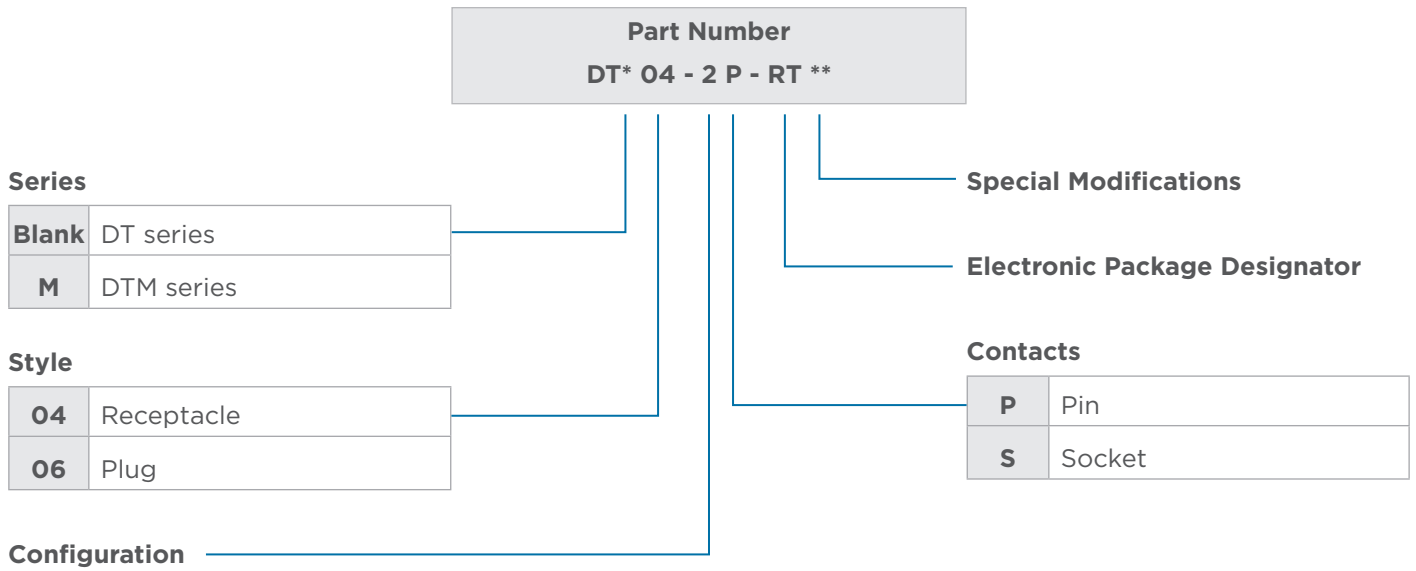 Part Number
DT* 04 - 2 P - RT **
Series
Blank DT series
M DTM series
Style
04 Receptacle
06 Plug
Configuration
Special Modifications
Electronic Package Designator
Contacts
P Pin
S Socket